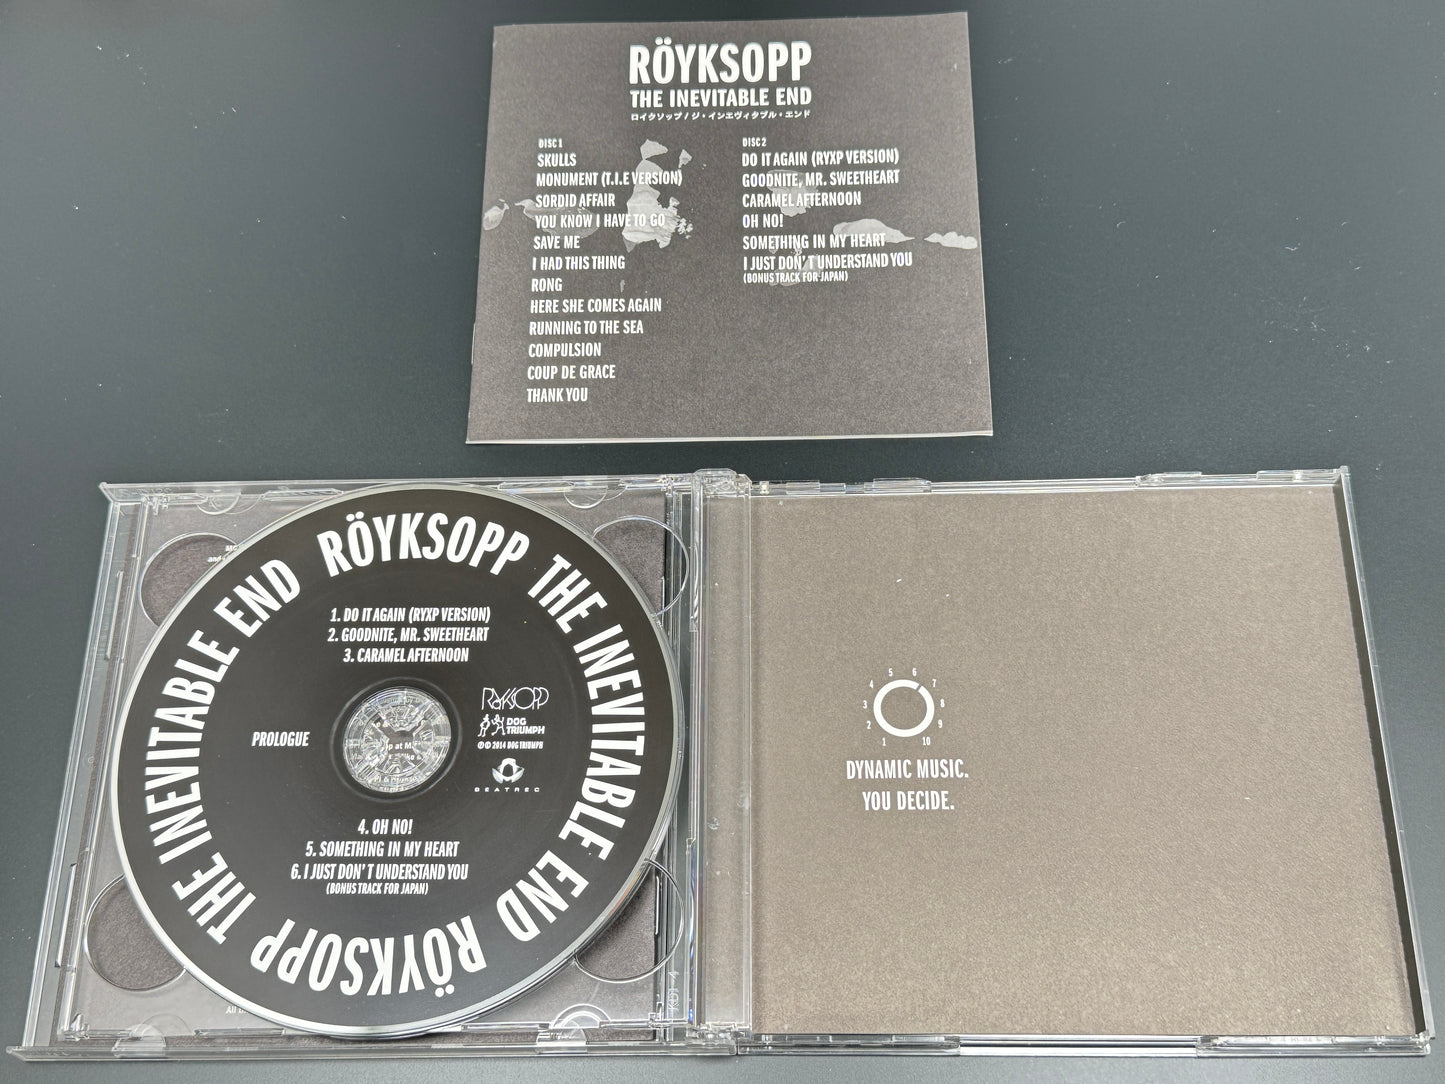 RÖYKSOPP
THE INEVITABLE END
ロイクソップ / ジ・インエヴィタブル・エンド
DISC 1
SKULLS
MONUMENT (T.I.E VERSION)
SORDID AFFAIR
YOU KNOW I HAVE TO GO
SAVE ME
I HAD THIS THING
RONG
HERE SHE COMES AGAIN
RUNNING TO THE SEA
COMPULSION
COUP DE GRACE
THANK YOU
DISC 2
DO IT AGAIN (RYXP VERSION)
GOODNITE, MR. SWEETHEART
CARAMEL AFTERNOON
OH NO!
SOMETHING IN MY HEART
I JUST DON'T UNDERSTAND YOU
(BONUS TRACK FOR JAPAN)
RÖYKSOPP THE INEVITABLE END RÖYKSOPP THE INEVITABLE END
1. DO IT AGAIN (RYXP VERSION)
2. GOODNITE, MR. SWEETHEART
3. CARAMEL AFTERNOON
RÖYKSOPP
DOG
TRIUMPH
℗© 2014 DOG TRIUMPH
BEATREC
PROLOGUE
4. OH NO!
5. SOMETHING IN MY HEART
6. I JUST DON'T UNDERSTAND YOU
(BONUS TRACK FOR JAPAN)
1 2 3 4 5 6 7 8 9 10
DYNAMIC MUSIC.
YOU DECIDE.